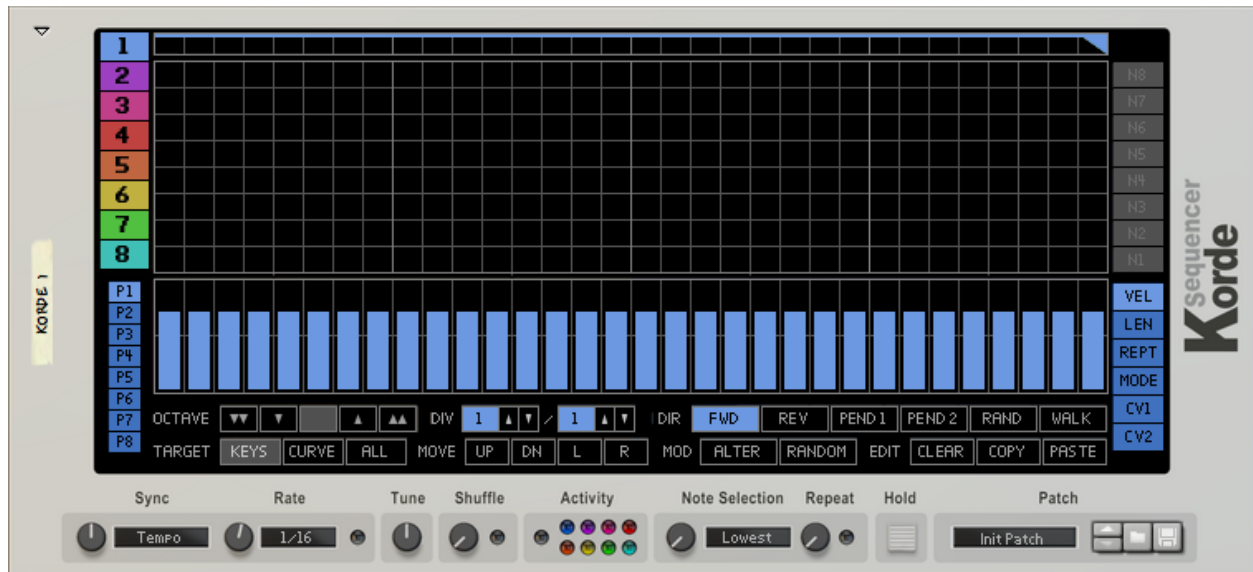 1
2
3
4
5
6
7
8
N8
N7
N6
N5
N4
N3
N2
N1
P1
P2
P3
P4
P5
P6
P7
P8
VEL
LEN
REPT
MODE
CV1
CV2
OCTAVE DIV 1 / 1 DIR FWD REV PEND 1 PEND 2 RAND WALK
TARGET KEYS CURVE ALL MOVE UP DN L R MOD ALTER RANDOM EDIT CLEAR COPY PASTE
KORDE 1
Sequencer
Korde
Sync Rate Tune Shuffle Activity Note Selection Repeat Hold Patch
Tempo 1/16 Lowest Init Patch